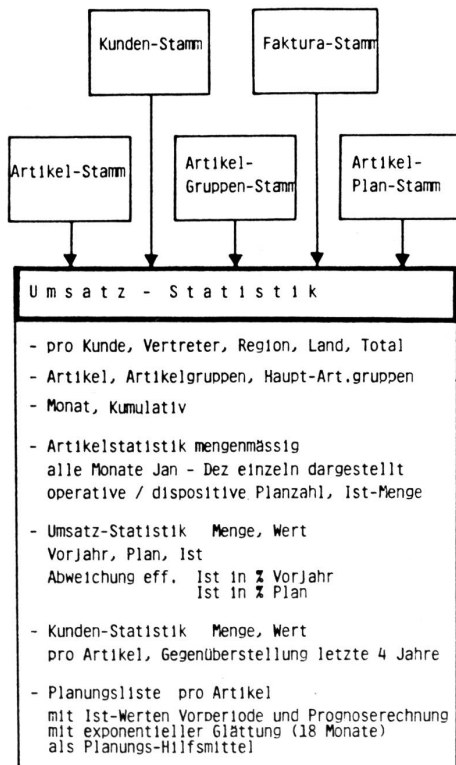 Kunden-Stamm
Faktura-Stamm
Artikel-Stamm
Artikel-
Gruppen-Stamm
Artikel-
Plan-Stamm
Umsatz - Statistik
- pro Kunde, Vertreter, Region, Land, Total
- Artikel, Artikelgruppen, Haupt-Art.gruppen
- Monat, Kumulativ
- Artikelstatistik mengenmässig
alle Monate Jan - Dez einzeln dargestellt
operative / dispositive Planzahl, Ist-Menge
- Umsatz-Statistik Menge, Wert
Vorjahr, Plan, Ist
Abweichung eff. Ist in % Vorjahr
Ist in % Plan
- Kunden-Statistik Menge, Wert
pro Artikel, Gegenüberstellung letzte 4 Jahre
- Planungsliste pro Artikel
mit Ist-Werten Vorperiode und Prognoserechnung
mit exponentieller Glättung (18 Monate)
als Planungs-Hilfsmittel